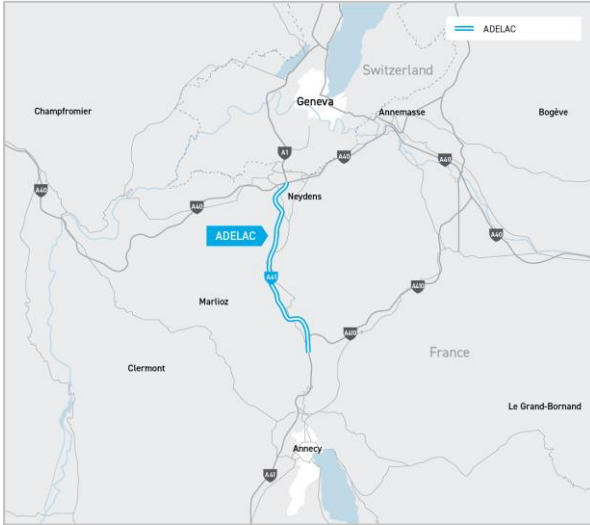 ADELAC
Switzerland
Geneva
Champfromier
Annemasse
Bogève
A1
A40
A40
A40
Neydens
A40
ADELAC
A40
A41
A410
Marlioz
A410
France
Clermont
Le Grand-Bornand
Annecy
A41